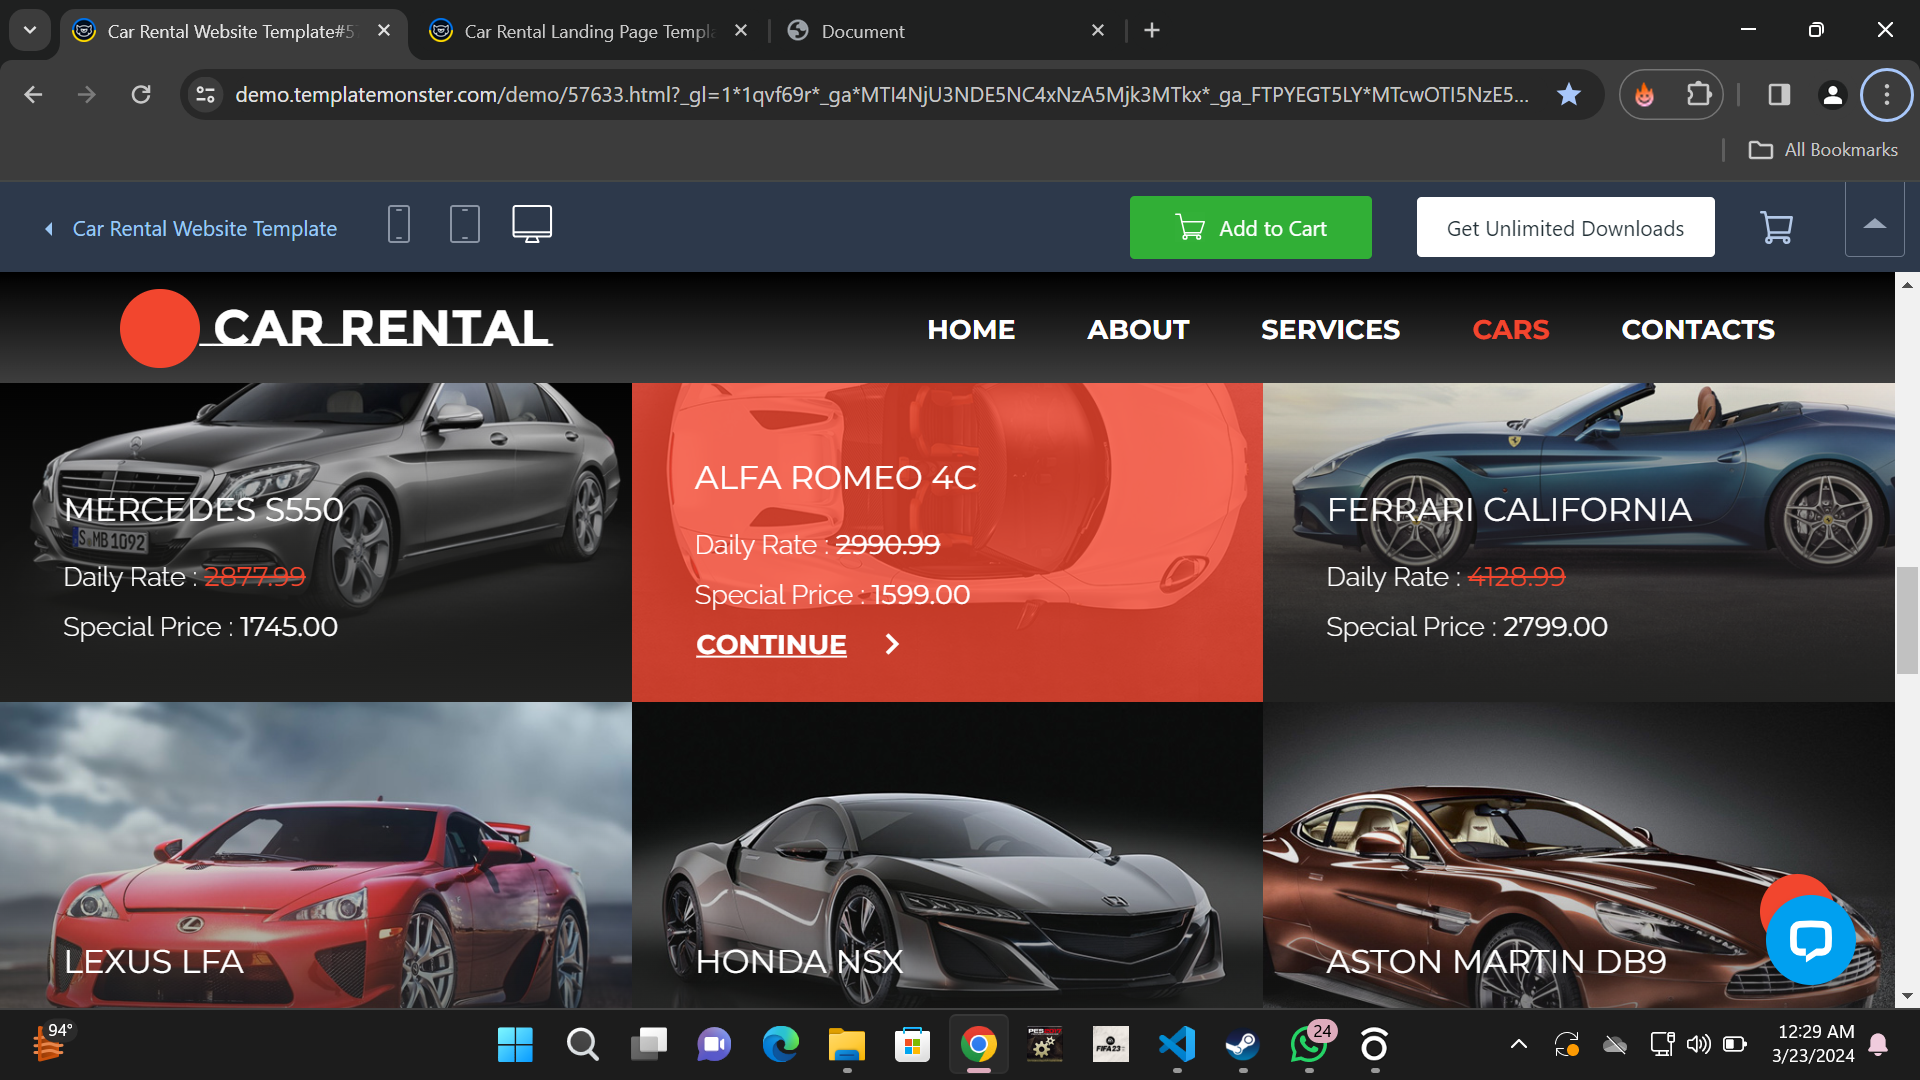 Car Rental Website Template#5
Car Rental Landing Page Templa
Document
demo.templatemonster.com/demo/57633.html?_gl=1*1qvf69r*_ga*MTI4NjU3NDE5NC4xNzA5Mjk3MTkx*_ga_FTPYEGT5LY*MTcwOTI5NzE5...
All Bookmarks
Car Rental Website Template
Add to Cart
Get Unlimited Downloads
CAR RENTAL
HOME
ABOUT
SERVICES
CARS
CONTACTS
S MB 1092
MERCEDES S550
Daily Rate : 2877.99
Special Price : 1745.00
ALFA ROMEO 4C
Daily Rate : 2990.99
Special Price : 1599.00
CONTINUE
FERRARI CALIFORNIA
Daily Rate : 4128.99
Special Price : 2799.00
LEXUS LFA
HONDA NSX
ASTON MARTIN DB9
94°
FIFA 23
24
12:29 AM
3/23/2024